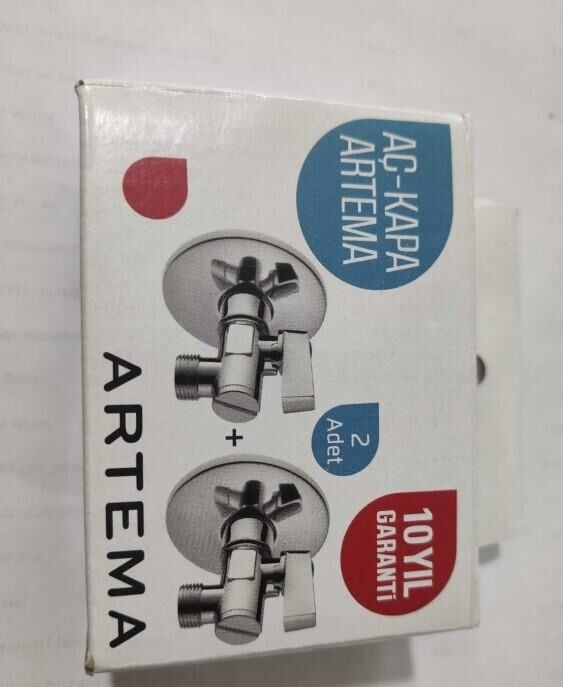 AÇ-KAPA
ARTEMA
2
Adet
10 YIL
GARANTİ
+
ARTEMA